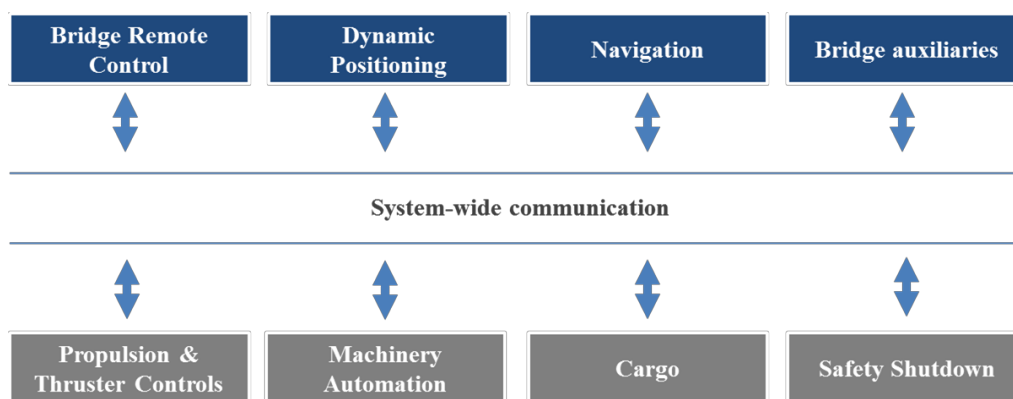 Bridge Remote
Control
Dynamic
Positioning
Navigation
Bridge auxiliaries
System-wide communication
Propulsion &
Thruster Controls
Machinery
Automation
Cargo
Safety Shutdown